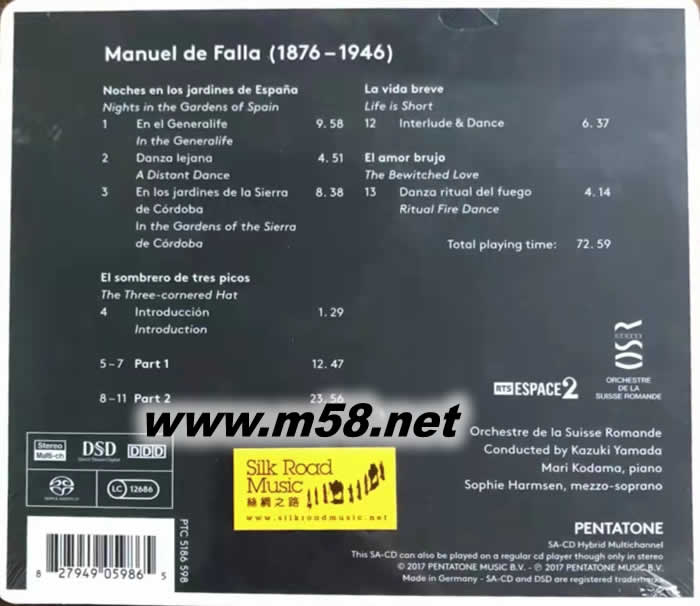 Manuel de Falla (1876 – 1946)
Noches en los jardines de España
Nights in the Gardens of Spain
1 En el Generalife 9. 58
In the Generalife
2 Danza lejana 4. 51
A Distant Dance
3 En los jardines de la Sierra 8. 38
de Córdoba
In the Gardens of the Sierra
de Córdoba
El sombrero de tres picos
The Three-cornered Hat
4 Introducción 1. 29
Introduction
5 – 7 Part 1 12. 47
8 – 11 Part 2 23. 56
La vida breve
Life is Short
12 Interlude & Dance 6. 37
El amor brujo
The Bewitched Love
13 Danza ritual del fuego 4. 14
Ritual Fire Dance
Total playing time: 72. 59
OSR
RTS ESPACE 2
ORCHESTRE
DE LA
SUISSE ROMANDE
www.m58.net
Orchestre de la Suisse Romande
Conducted by Kazuki Yamada
Mari Kodama, piano
Sophie Harmsen, mezzo-soprano
Stereo
Multi-ch
DSD
Direct Stream Digital
DDD
LC 12686
Silk Road
Music
絲綢之路
www.silkroadmusic.net
PTC 5186 598
8 27949 05986 5
PENTATONE
SA-CD Hybrid Multichannel
This SA-CD can also be played on a regular cd player though only in stereo
© 2017 PENTATONE MUSIC B.V. – ℗ 2017 PENTATONE MUSIC B.V.
Made in Germany – SA-CD and DSD are registered trademarks